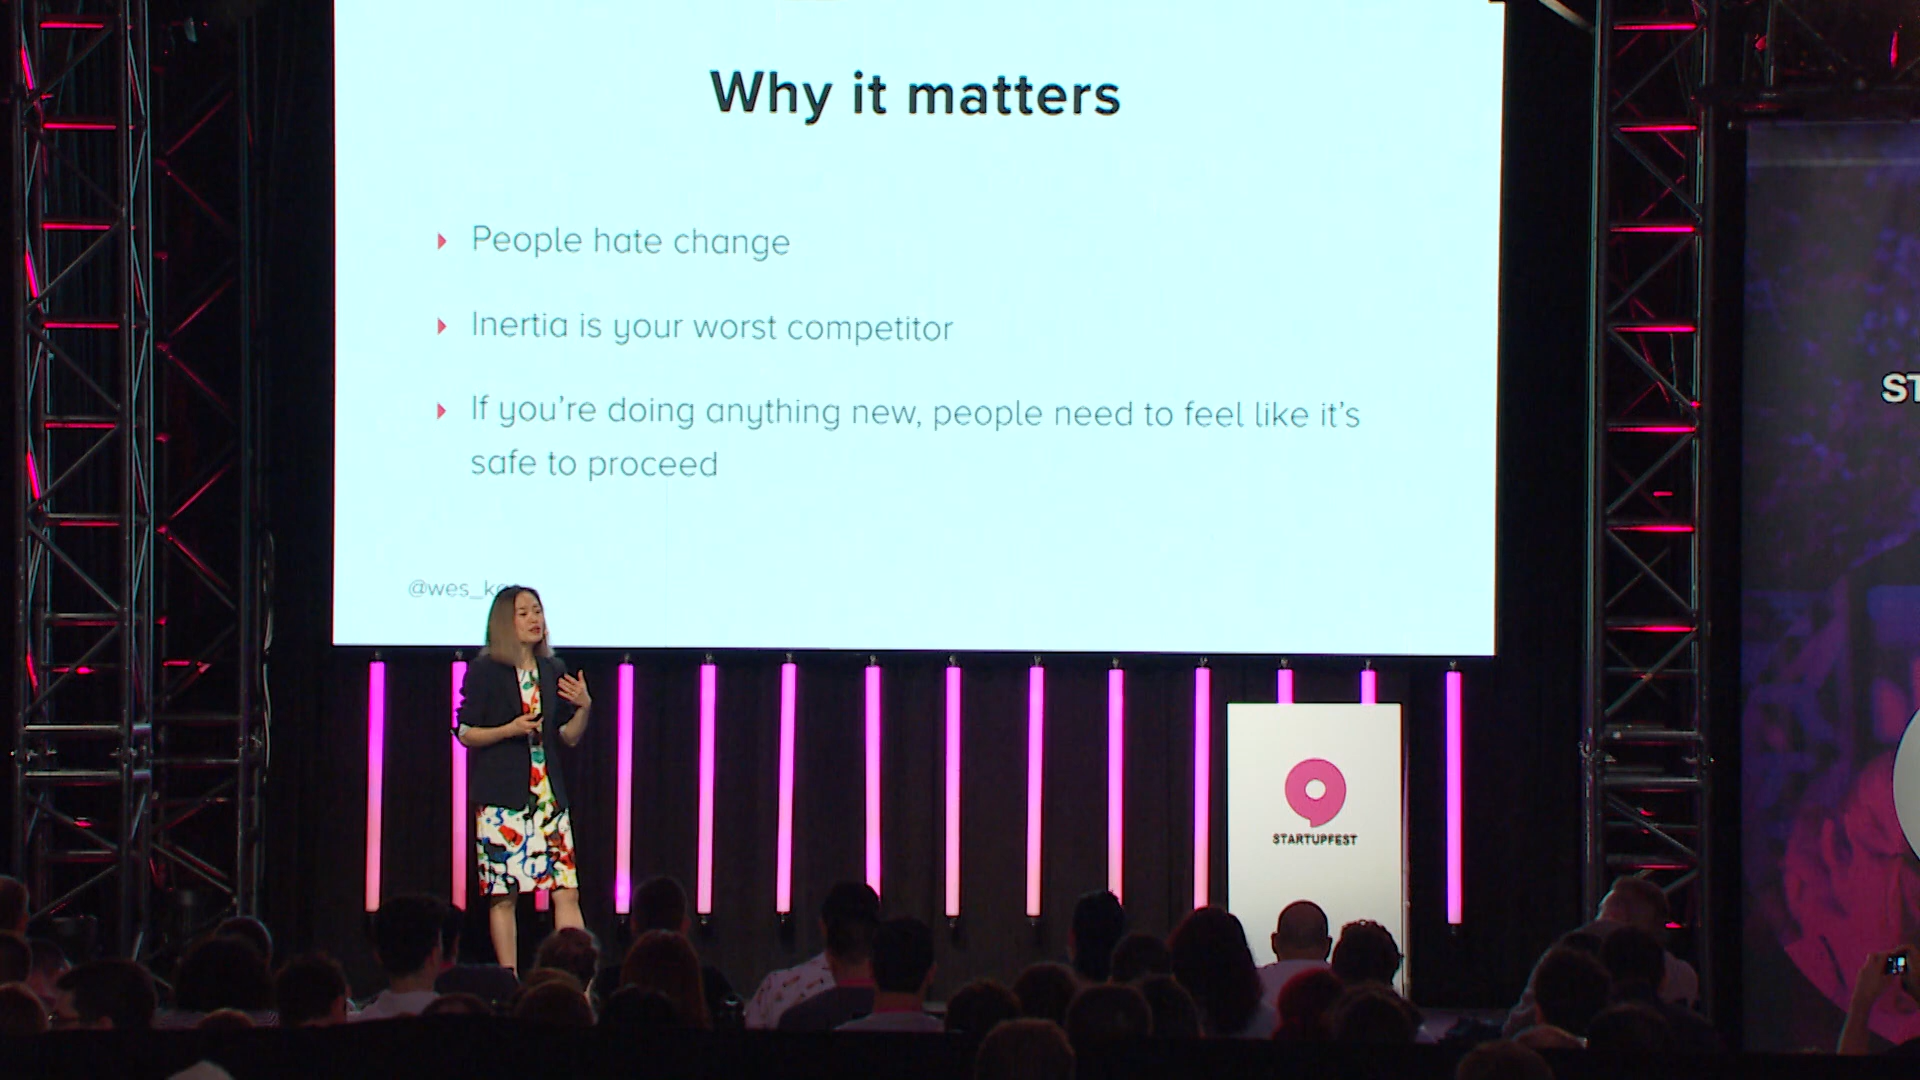 Why it matters
People hate change
Inertia is your worst competitor
If you're doing anything new, people need to feel like it's
safe to proceed
STARTUPFEST